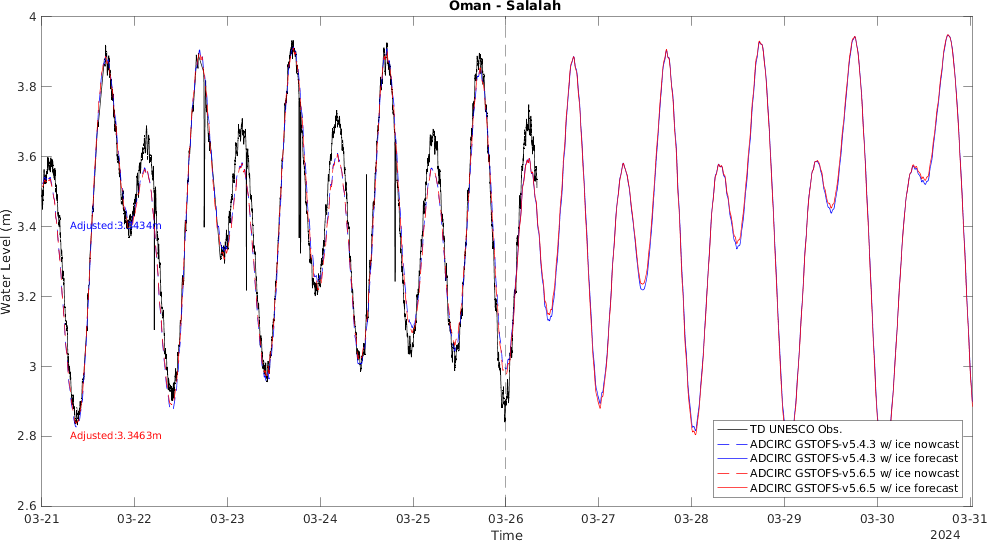 Oman - Salalah
4
3.8
3.6
3.4
3.2
3
2.8
2.6
Water Level (m)
Adjusted:3.3434m
Adjusted:3.3463m
TD UNESCO Obs.
ADCIRC GSTOFS-v5.4.3 w/ ice nowcast
ADCIRC GSTOFS-v5.4.3 w/ ice forecast
ADCIRC GSTOFS-v5.6.5 w/ ice nowcast
ADCIRC GSTOFS-v5.6.5 w/ ice forecast
03-21 03-22 03-23 03-24 03-25 03-26 03-27 03-28 03-29 03-30 03-31
Time
2024